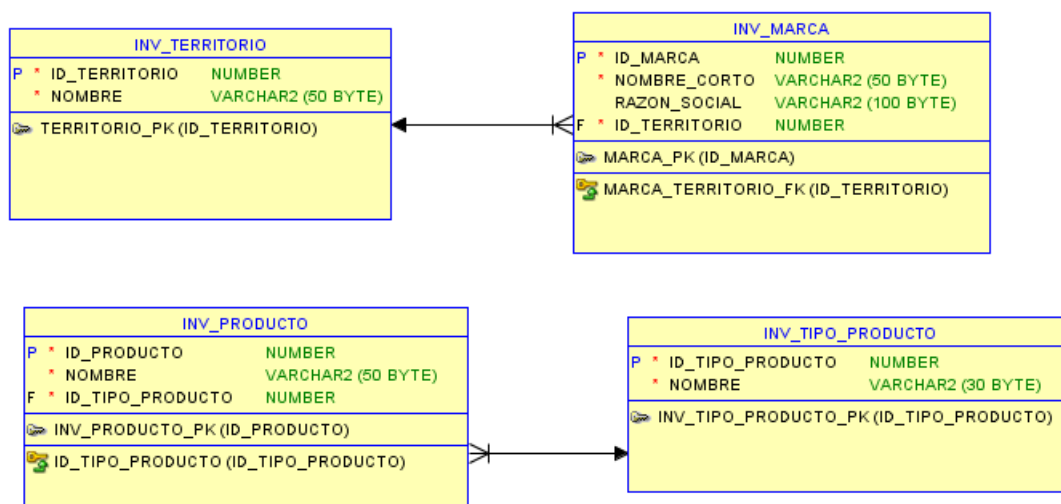 INV_TERRITORIO
P * ID_TERRITORIO NUMBER
* NOMBRE VARCHAR2 (50 BYTE)
TERRITORIO_PK (ID_TERRITORIO)
INV_MARCA
P * ID_MARCA NUMBER
* NOMBRE_CORTO VARCHAR2 (50 BYTE)
RAZON_SOCIAL VARCHAR2 (100 BYTE)
F * ID_TERRITORIO NUMBER
MARCA_PK (ID_MARCA)
MARCA_TERRITORIO_FK (ID_TERRITORIO)
INV_PRODUCTO
P * ID_PRODUCTO NUMBER
* NOMBRE VARCHAR2 (50 BYTE)
F * ID_TIPO_PRODUCTO NUMBER
INV_PRODUCTO_PK (ID_PRODUCTO)
ID_TIPO_PRODUCTO (ID_TIPO_PRODUCTO)
INV_TIPO_PRODUCTO
P * ID_TIPO_PRODUCTO NUMBER
* NOMBRE VARCHAR2 (30 BYTE)
INV_TIPO_PRODUCTO_PK (ID_TIPO_PRODUCTO)